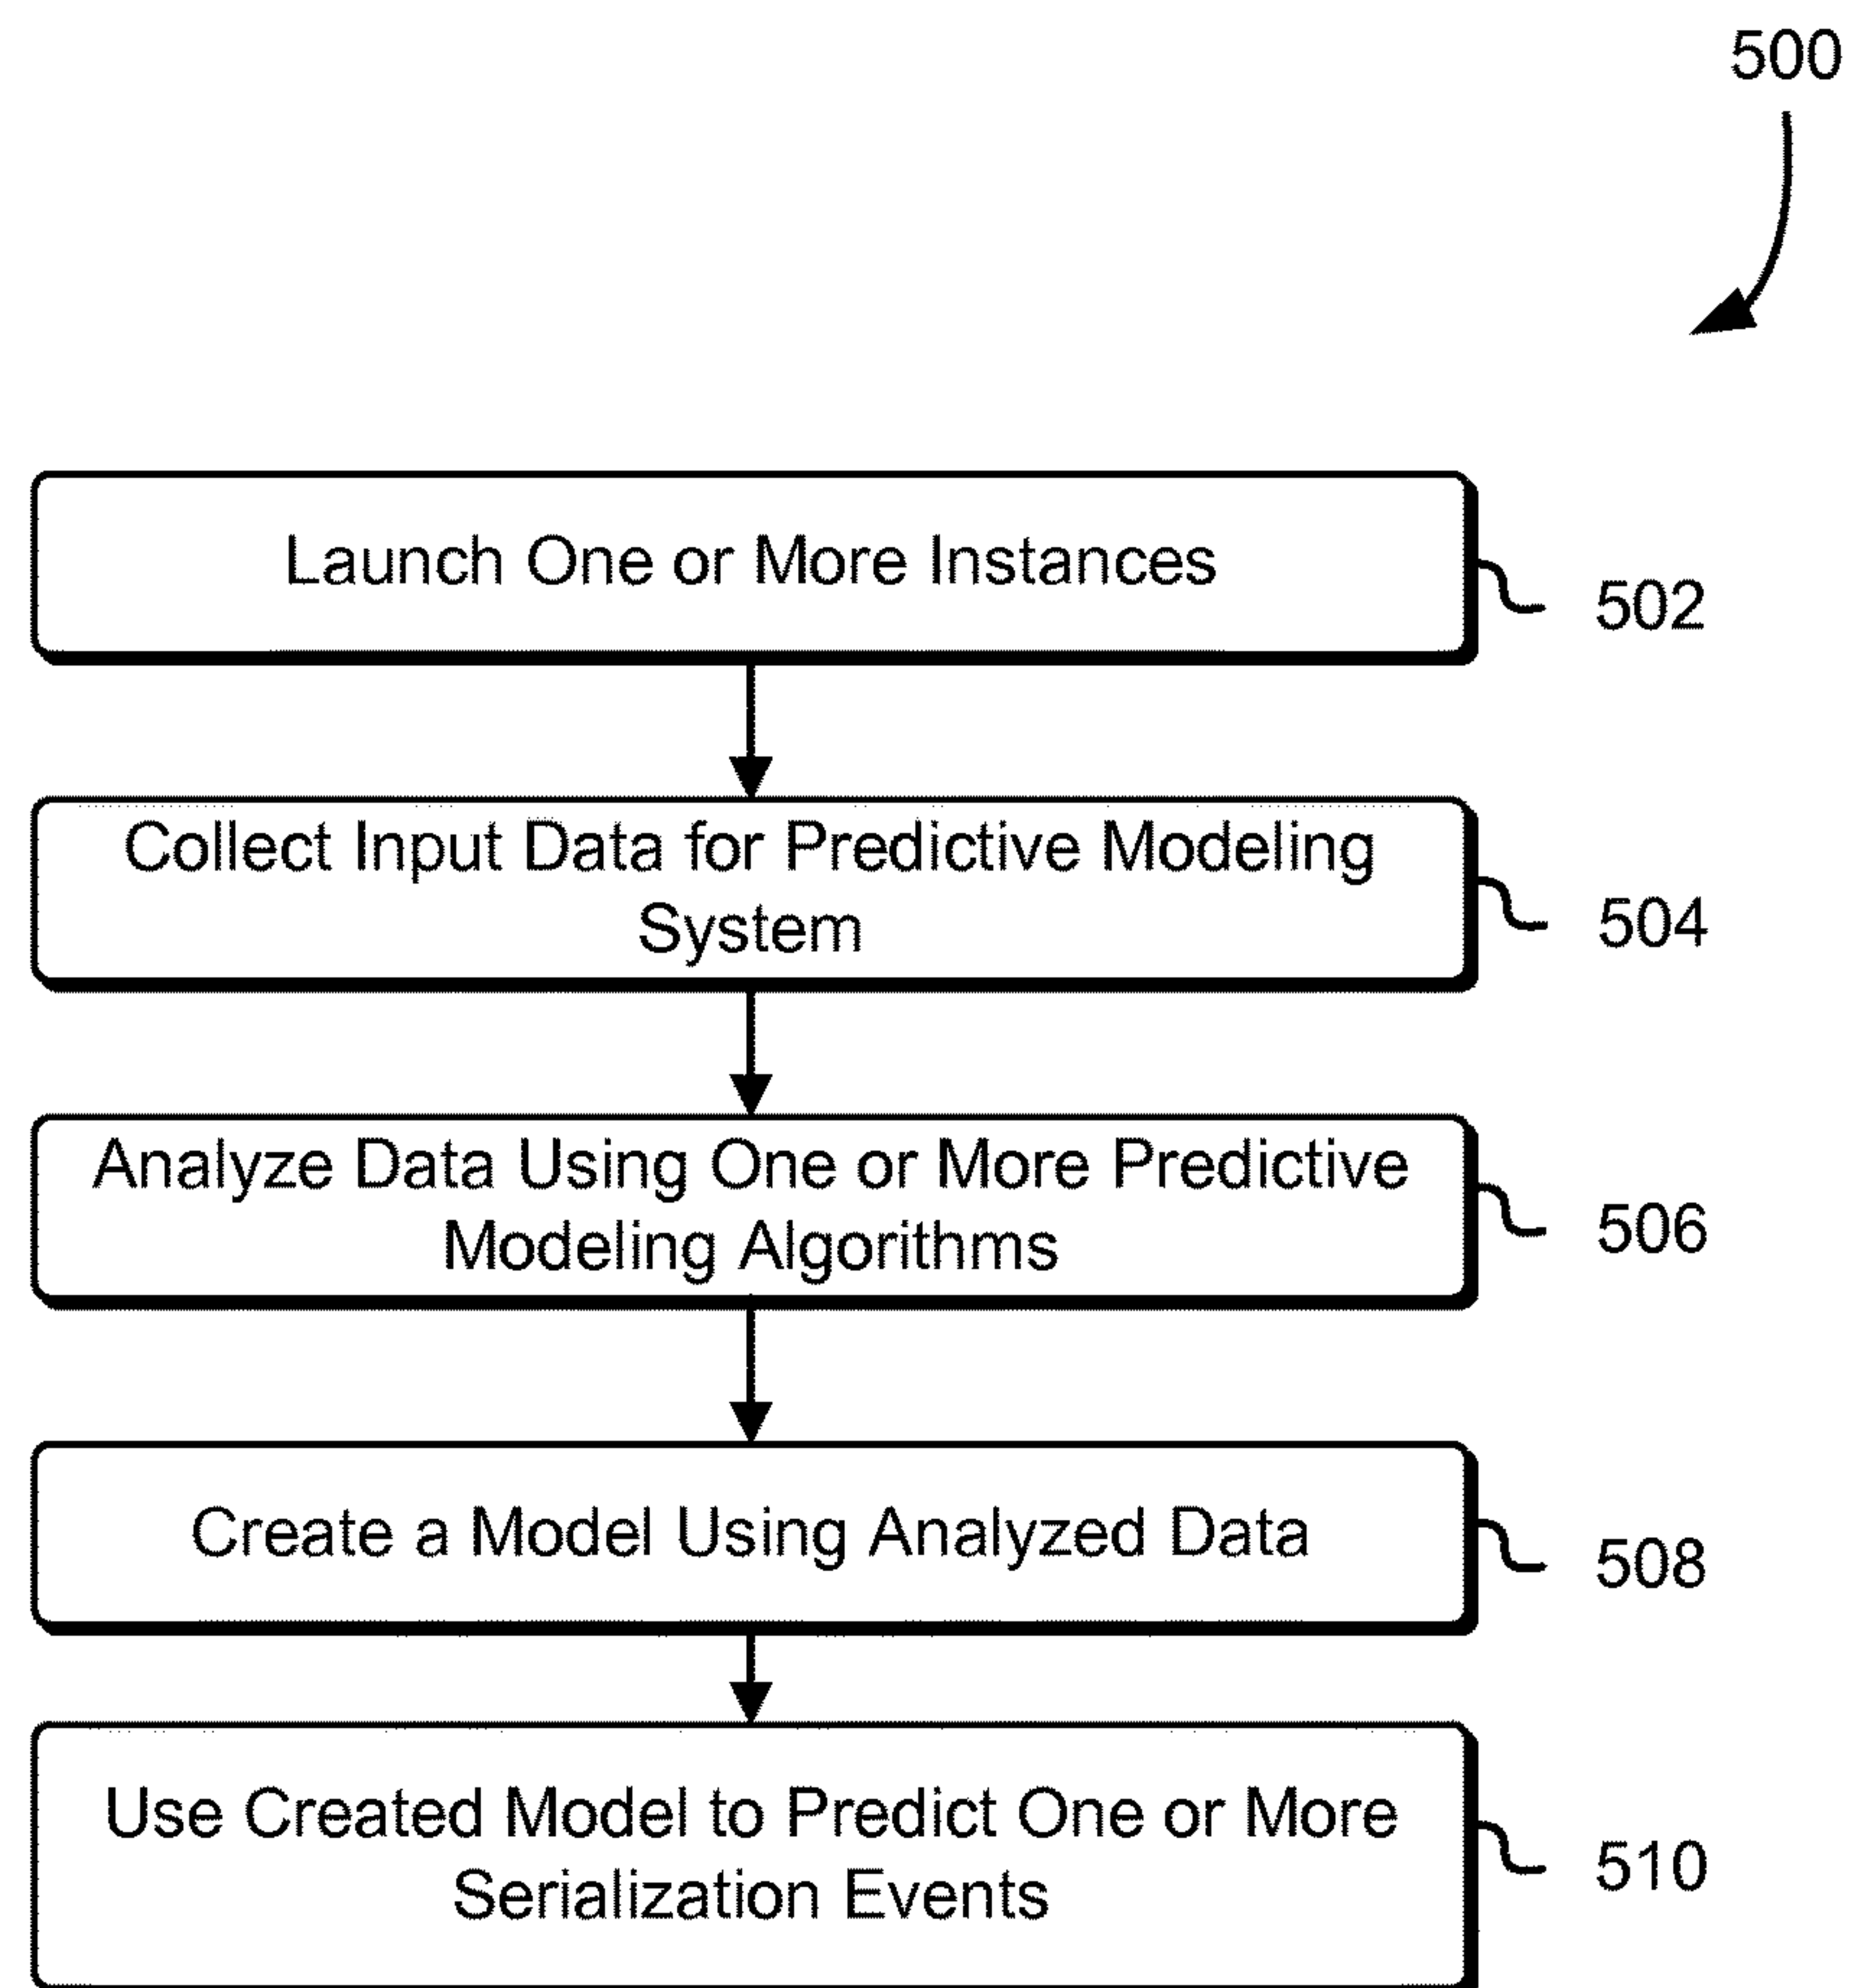 500
Launch One or More Instances
502
Collect Input Data for Predictive Modeling
System
504
Analyze Data Using One or More Predictive
Modeling Algorithms
506
Create a Model Using Analyzed Data
508
Use Created Model to Predict One or More
Serialization Events
510